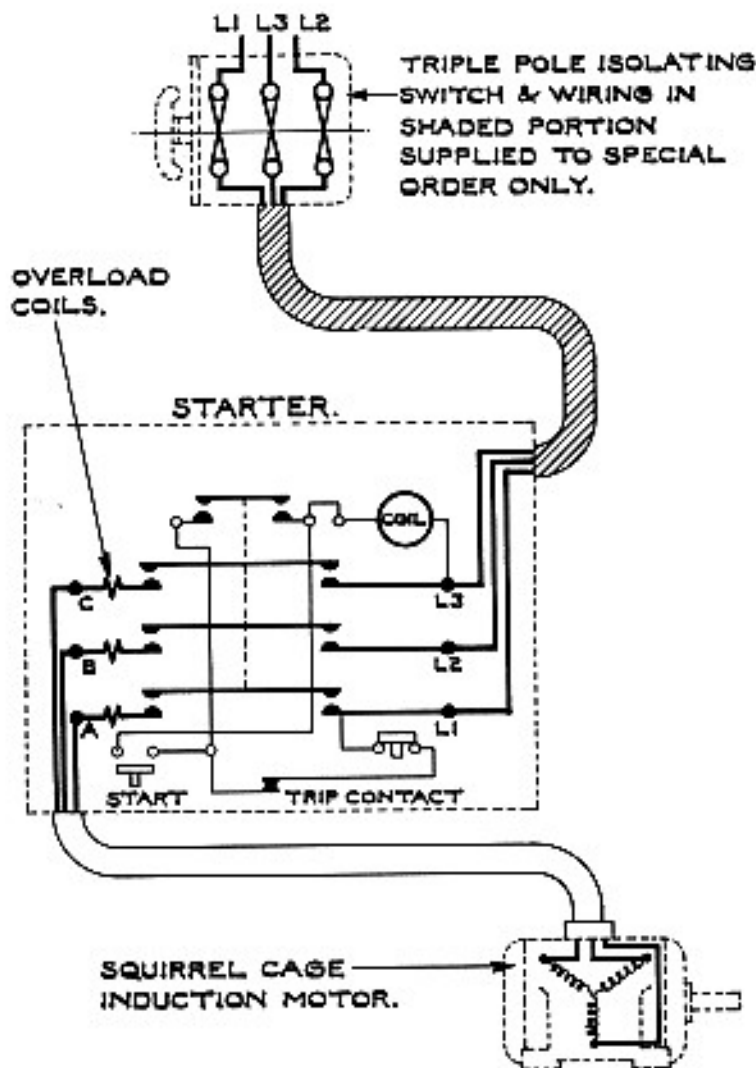 L1 L3 L2
TRIPLE POLE ISOLATING
SWITCH & WIRING IN
SHADED PORTION
SUPPLIED TO SPECIAL
ORDER ONLY.
OVERLOAD
COILS.
STARTER.
COIL
C
L3
B
L2
A
L1
START
TRIP CONTACT
SQUIRREL CAGE
INDUCTION MOTOR.